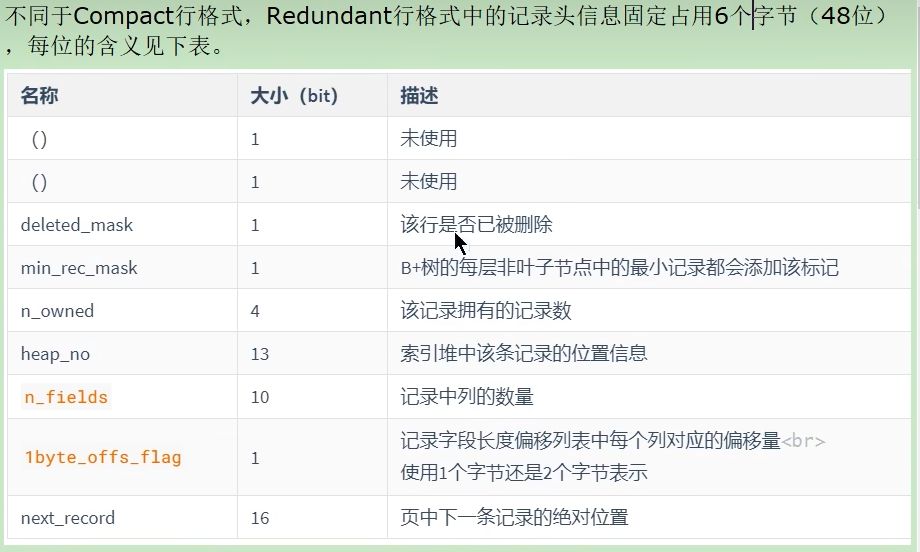 不同于Compact行格式，Redundant行格式中的记录头信息固定占用6个字节（48位）
，每位的含义见下表。
名称 大小（bit） 描述
（） 1 未使用
（） 1 未使用
deleted_mask 1 该行是否已被删除
min_rec_mask 1 B+树的每层非叶子节点中的最小记录都会添加该标记
n_owned 4 该记录拥有的记录数
heap_no 13 索引堆中该条记录的位置信息
n_fields 10 记录中列的数量
1byte_offs_flag 1 记录字段长度偏移列表中每个列对应的偏移量<br>
使用1个字节还是2个字节表示
next_record 16 页中下一条记录的绝对位置